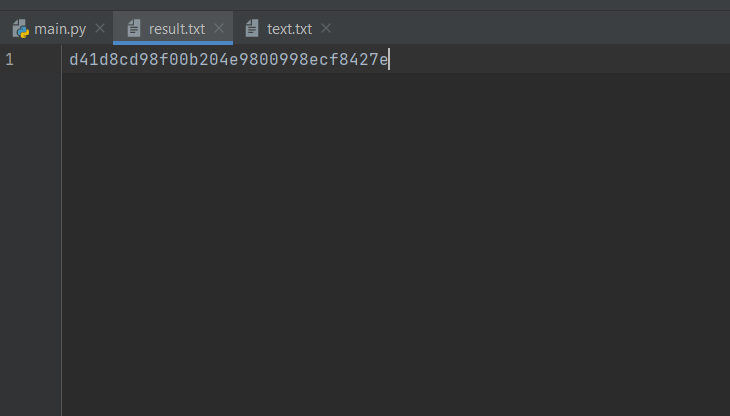 main.py result.txt text.txt
1 d41d8cd98f00b204e9800998ecf8427e